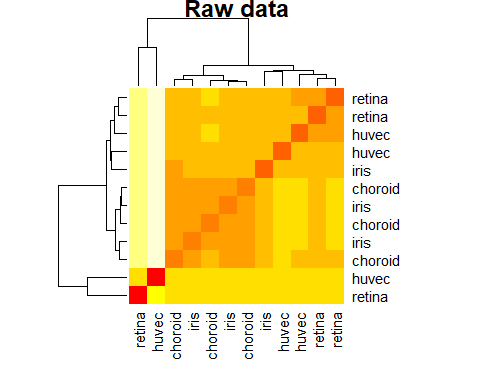 Raw data
retina
retina
huvec
huvec
iris
choroid
iris
choroid
iris
choroid
huvec
retina
retina
huvec
choroid
iris
choroid
iris
choroid
iris
huvec
huvec
retina
retina